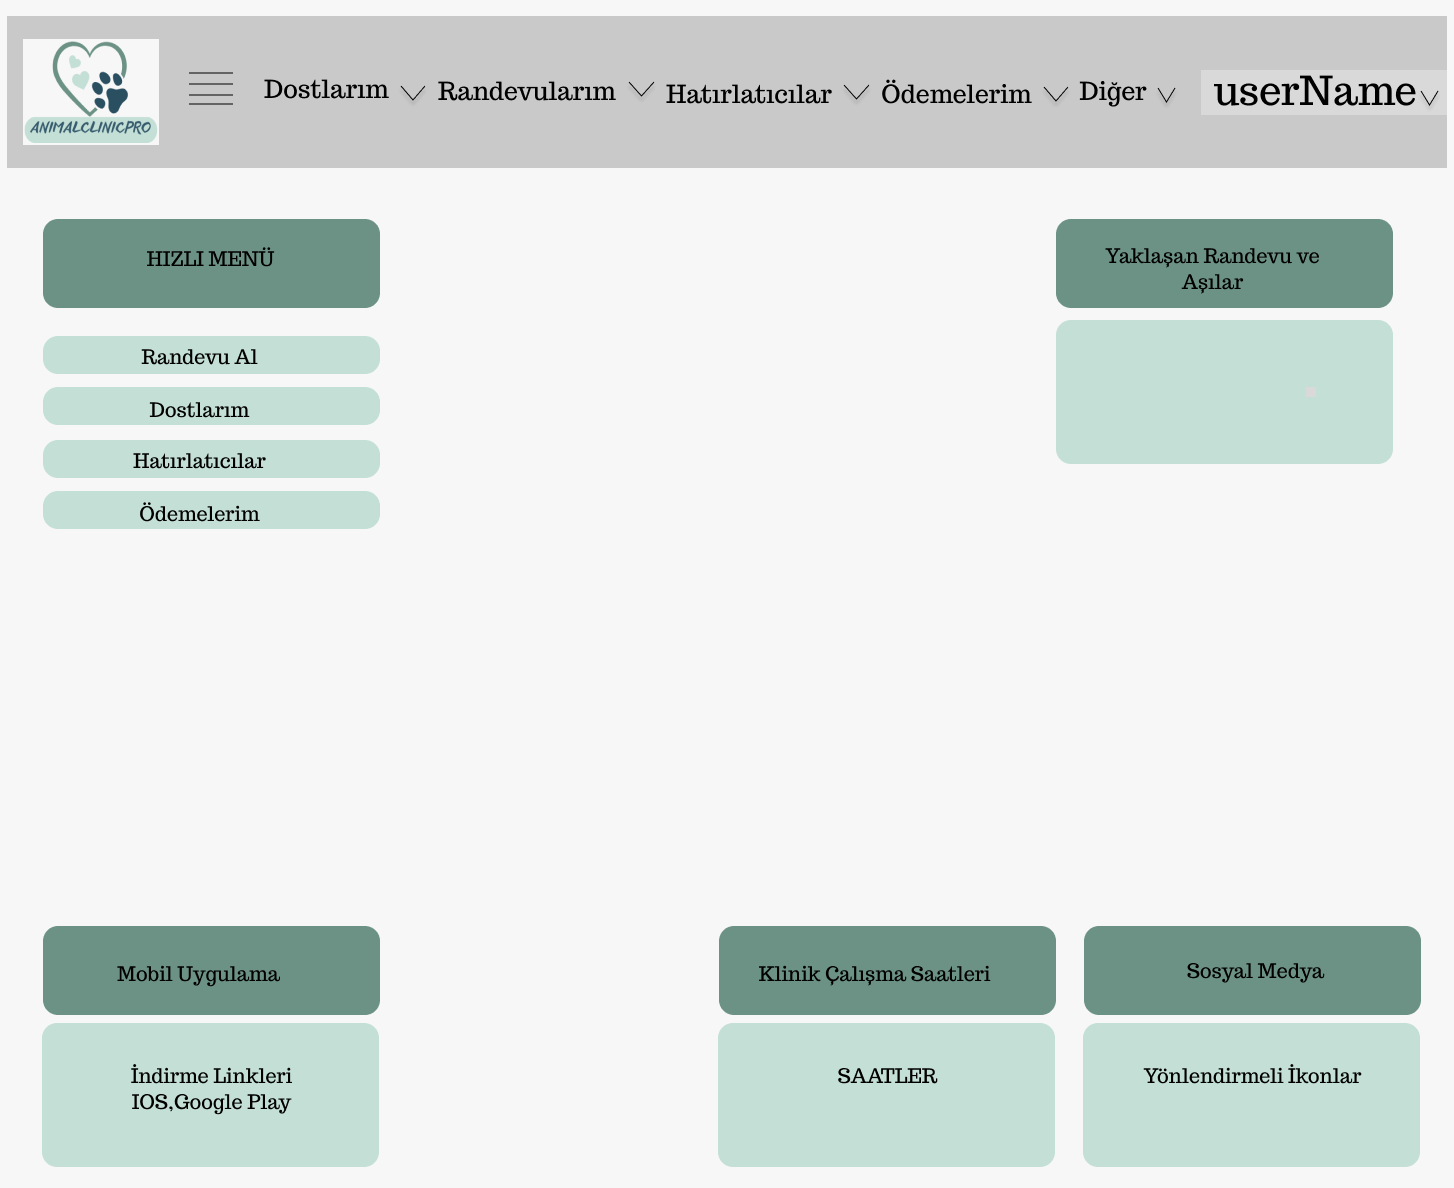 ANIMALCLINICPRO
Dostlarım
Randevularım
Hatırlatıcılar
Ödemelerim
Diğer
userName
HIZLI MENÜ
Randevu Al
Dostlarım
Hatırlatıcılar
Ödemelerim
Yaklaşan Randevu ve
Aşılar
Mobil Uygulama
İndirme Linkleri
IOS,Google Play
Klinik Çalışma Saatleri
SAATLER
Sosyal Medya
Yönlendirmeli İkonlar